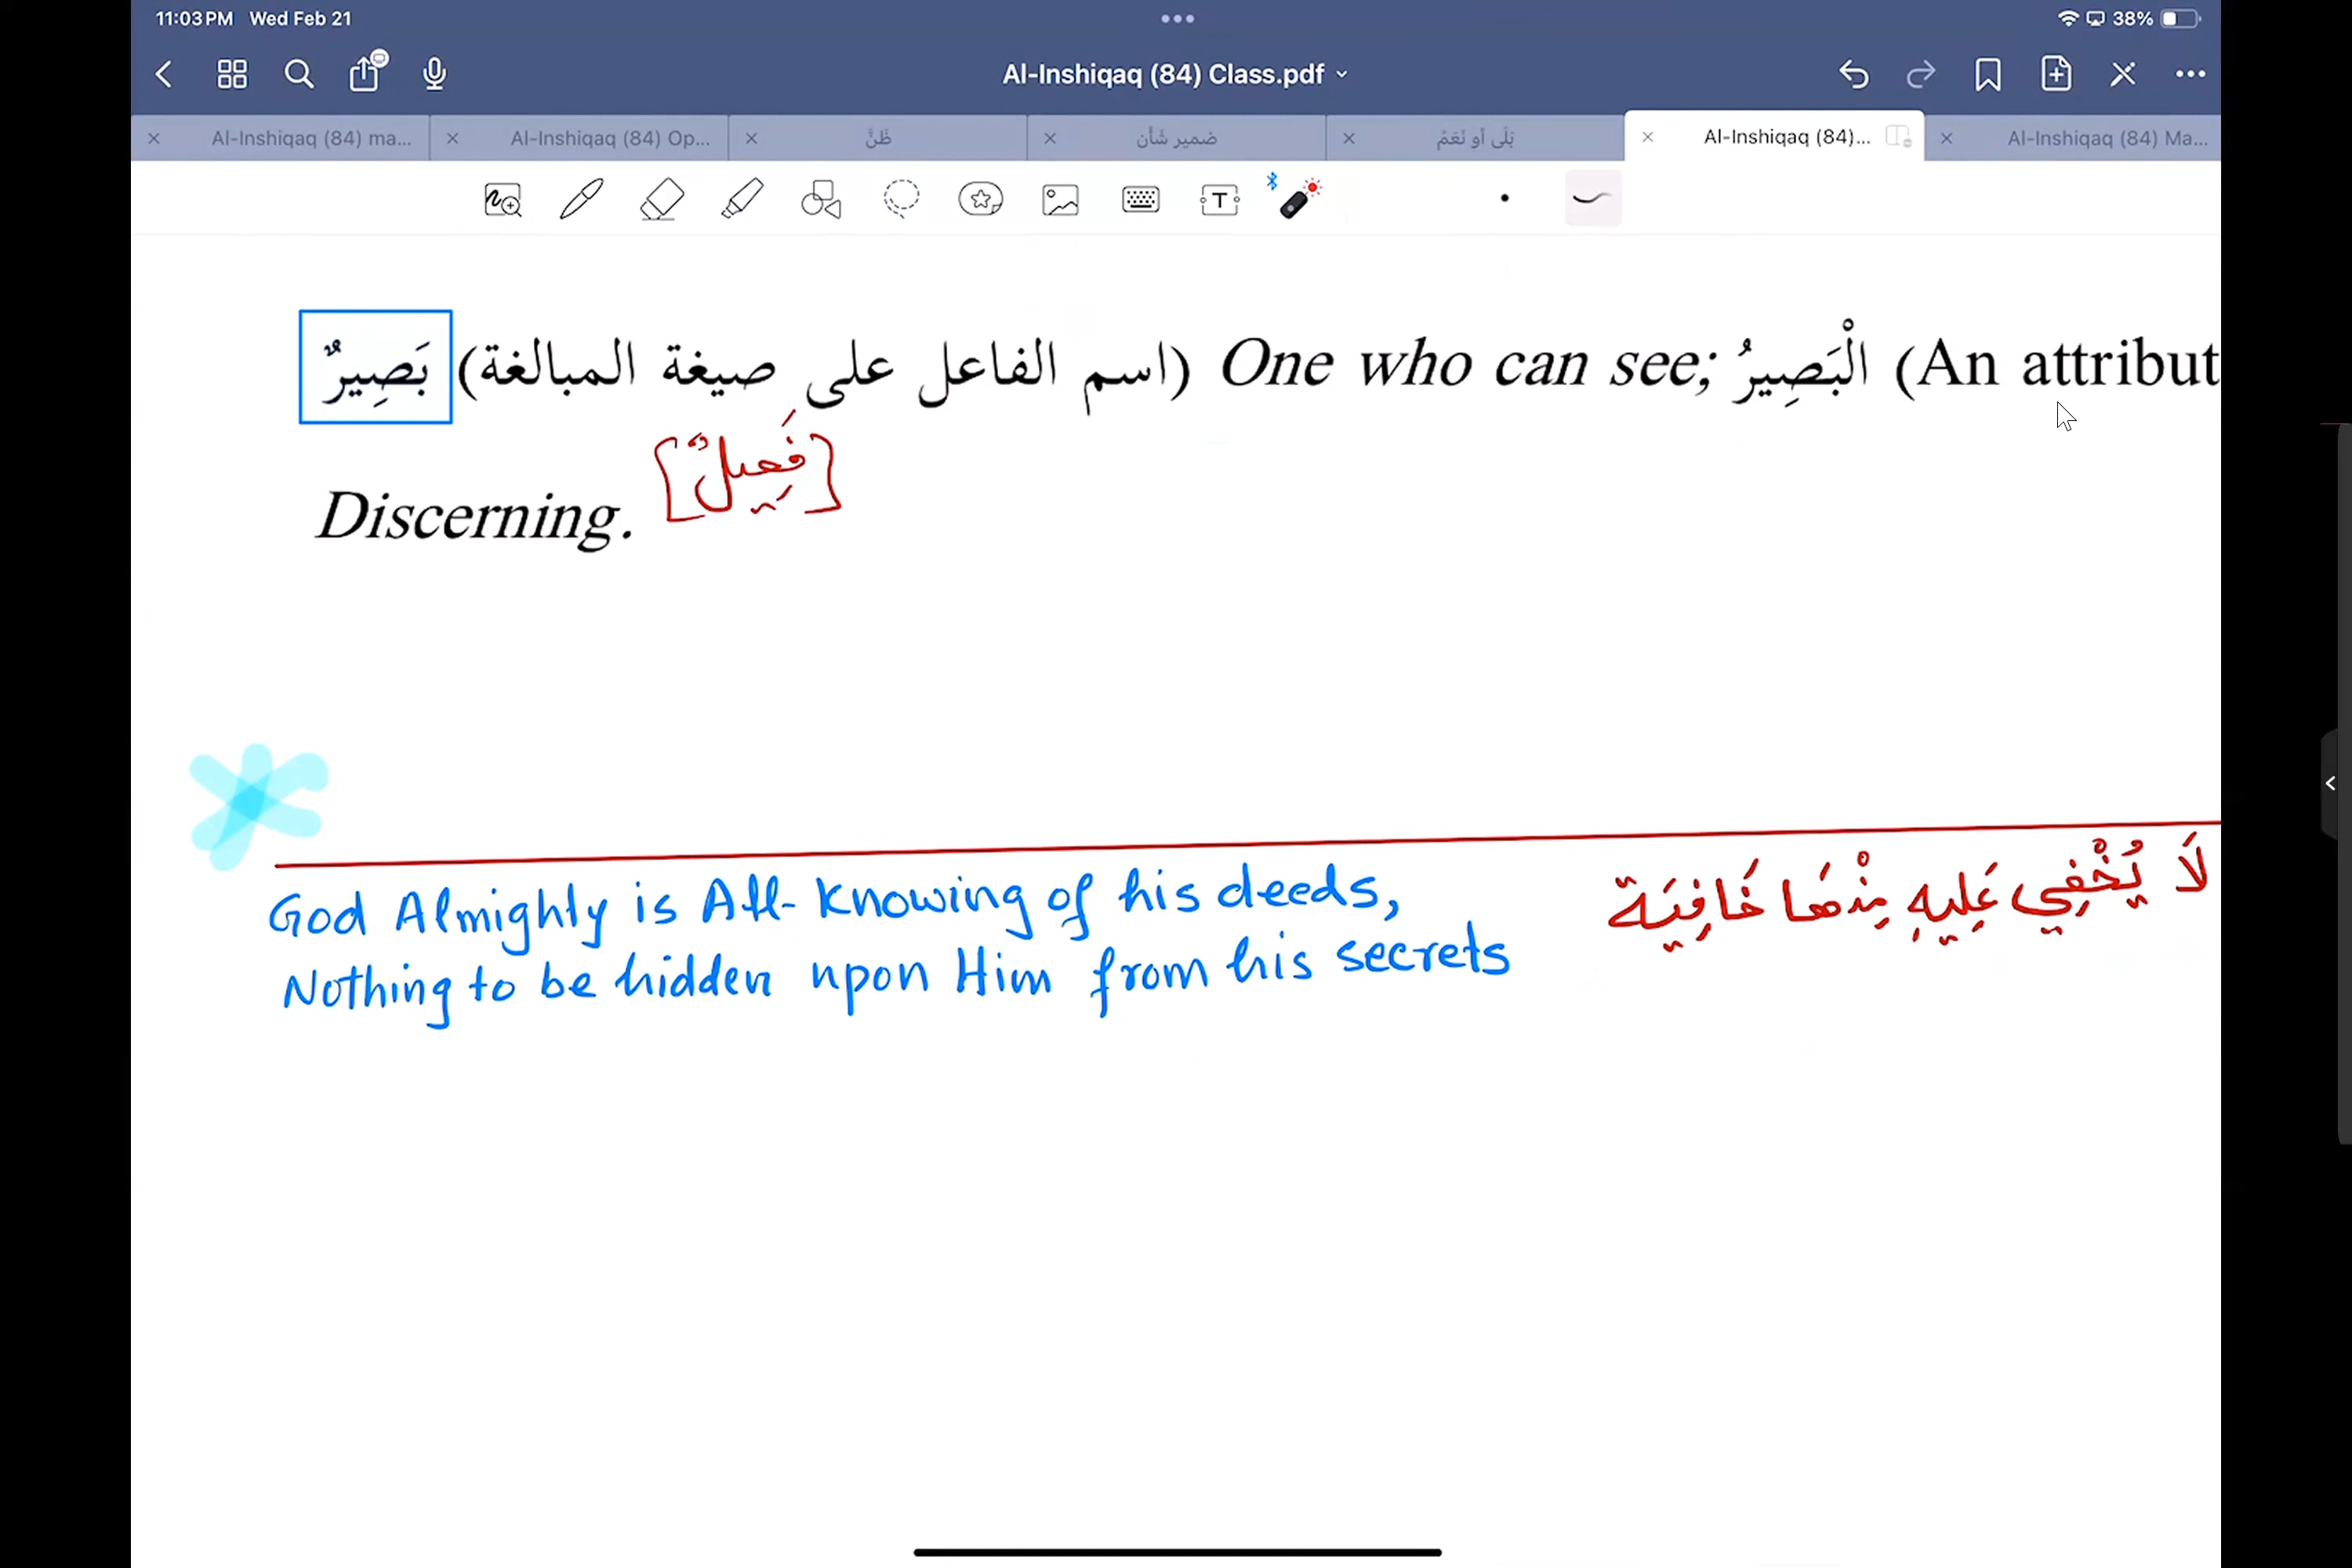 11:03 PM Wed Feb 21
38%
Al-Inshiqaq (84) Class.pdf
Al-Inshiqaq (84) ma...
Al-Inshiqaq (84) Op...
ظَنَّ
ضمير شَأن
بَلَى أو نَعَمْ
Al-Inshiqaq (84)...
Al-Inshiqaq (84) Ma...
T
بَصِيرٌ (اسم الفاعل على صيغة المبالغة) One who can see; الْبَصِيرُ (An attribut
[فَعِيلٌ]
Discerning.
لَا يُخْفِي عَلِيهِ مِنْهَا خَافِيَة
God Almighly is All-Knowing of his deeds,
Nothing to be hidden upon Him from his secrets